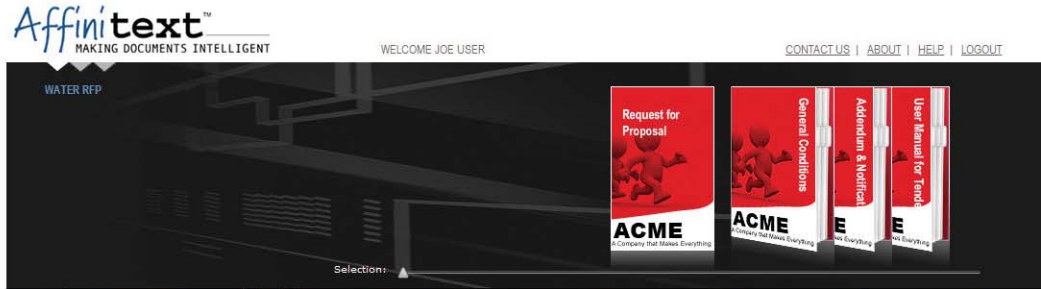 Affinitext™
MAKING DOCUMENTS INTELLIGENT
WELCOME JOE USER
CONTACT US | ABOUT | HELP | LOGOUT
WATER RFP
Request for
Proposal
ACME
A Company that Makes Everything
General Conditions
ACME
A Company that Makes Everything
Addendum & Notificat
ME
es Everything
User Manual for Tende
ME
es Everything
Selection: